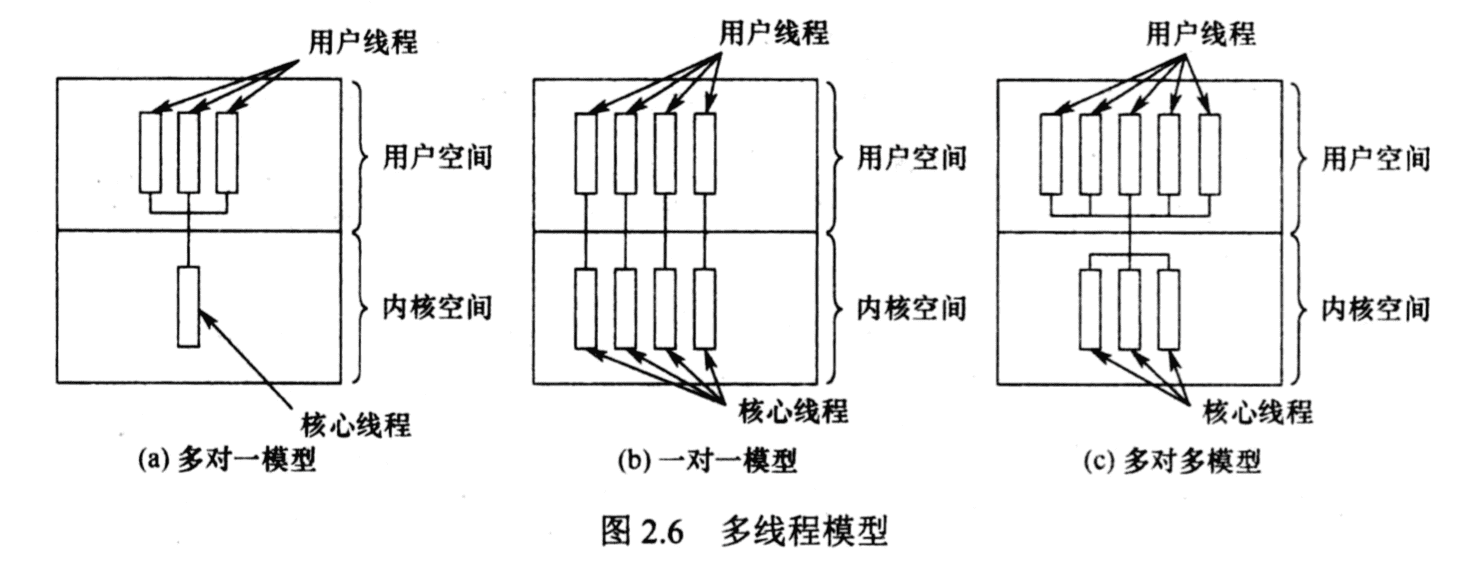 用户线程
用户空间
内核空间
核心线程
(a) 多对一模型
用户线程
用户空间
内核空间
核心线程
(b) 一对一模型
用户线程
用户空间
内核空间
核心线程
(c) 多对多模型
图 2.6 多线程模型